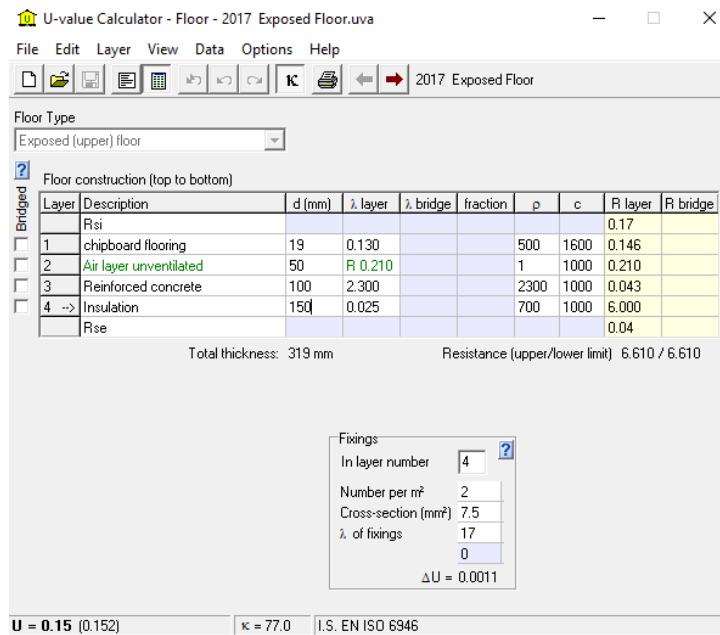 U-value Calculator - Floor - 2017 Exposed Floor.uva
File Edit Layer View Data Options Help
κ 2017 Exposed Floor
Floor Type
Exposed (upper) floor
?
Bridged
Floor construction (top to bottom)
Layer Description d (mm) λ layer λ bridge fraction ρ c R layer R bridge
Rsi 0.17
1 chipboard flooring 19 0.130 500 1600 0.146
2 Air layer unventilated 50 R 0.210 1 1000 0.210
3 Reinforced concrete 100 2.300 2300 1000 0.043
4 --> Insulation 150 0.025 700 1000 6.000
Rse 0.04
Total thickness: 319 mm Resistance (upper/lower limit) 6.610 / 6.610
Fixings
In layer number 4 ?
Number per m² 2
Cross-section (mm²) 7.5
λ of fixings 17
0
ΔU = 0.0011
U = 0.15 (0.152) κ = 77.0 I.S. EN ISO 6946